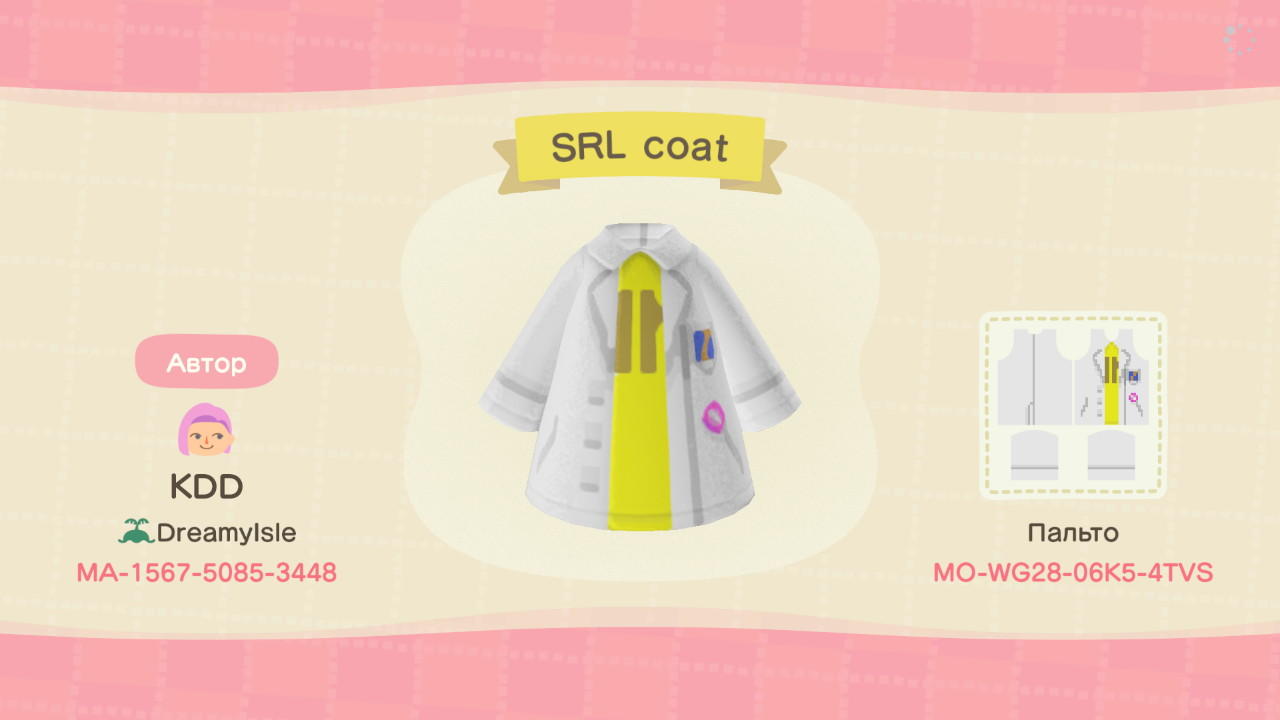 SRL coat
Автор
KDD
DreamyIsle
MA-1567-5085-3448
Пальто
MO-WG28-06K5-4TVS